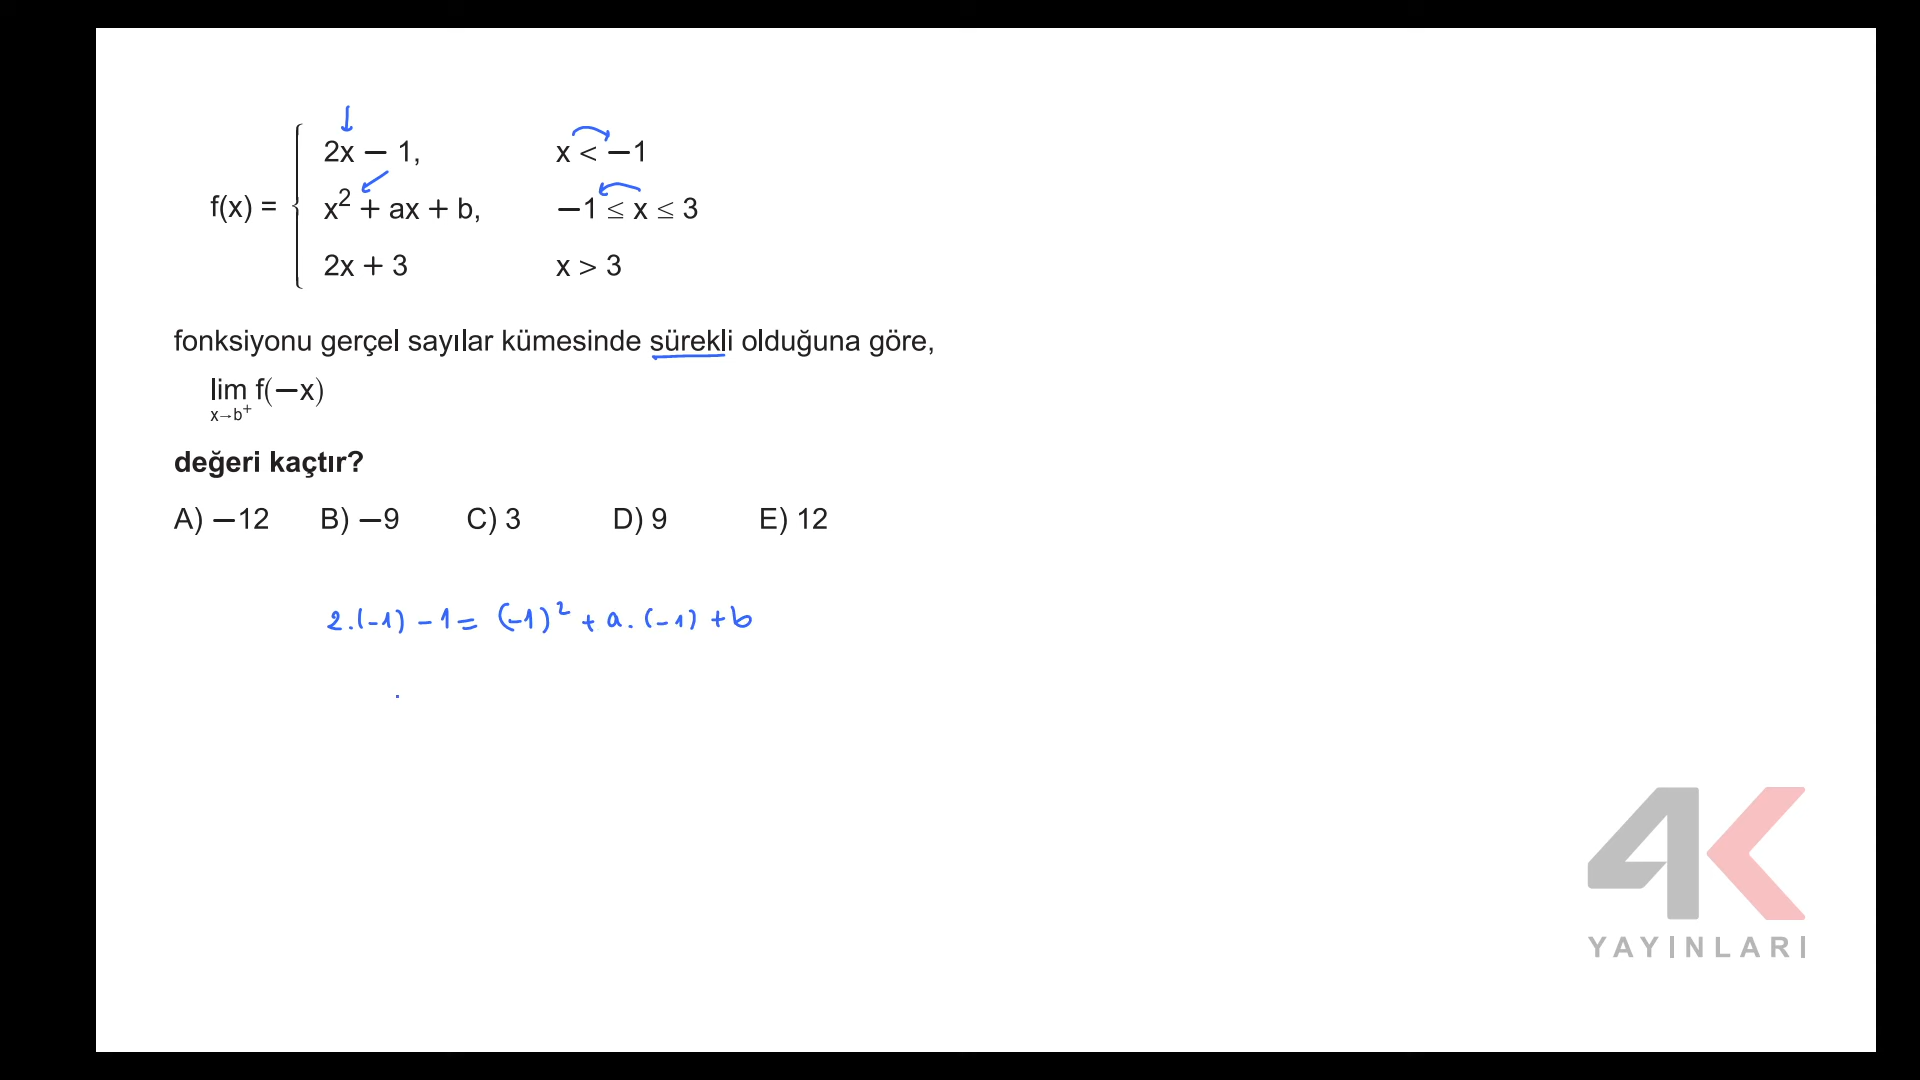 f(x) =
2x − 1, x < −1
x² + ax + b, −1 ≤ x ≤ 3
2x + 3 x > 3
fonksiyonu gerçel sayılar kümesinde sürekli olduğuna göre,
lim f(−x)
x→b⁺
değeri kaçtır?
A) −12 B) −9 C) 3 D) 9 E) 12
2.(-1) - 1 = (-1)² + a.(-1) + b
4K
YAYINLARI